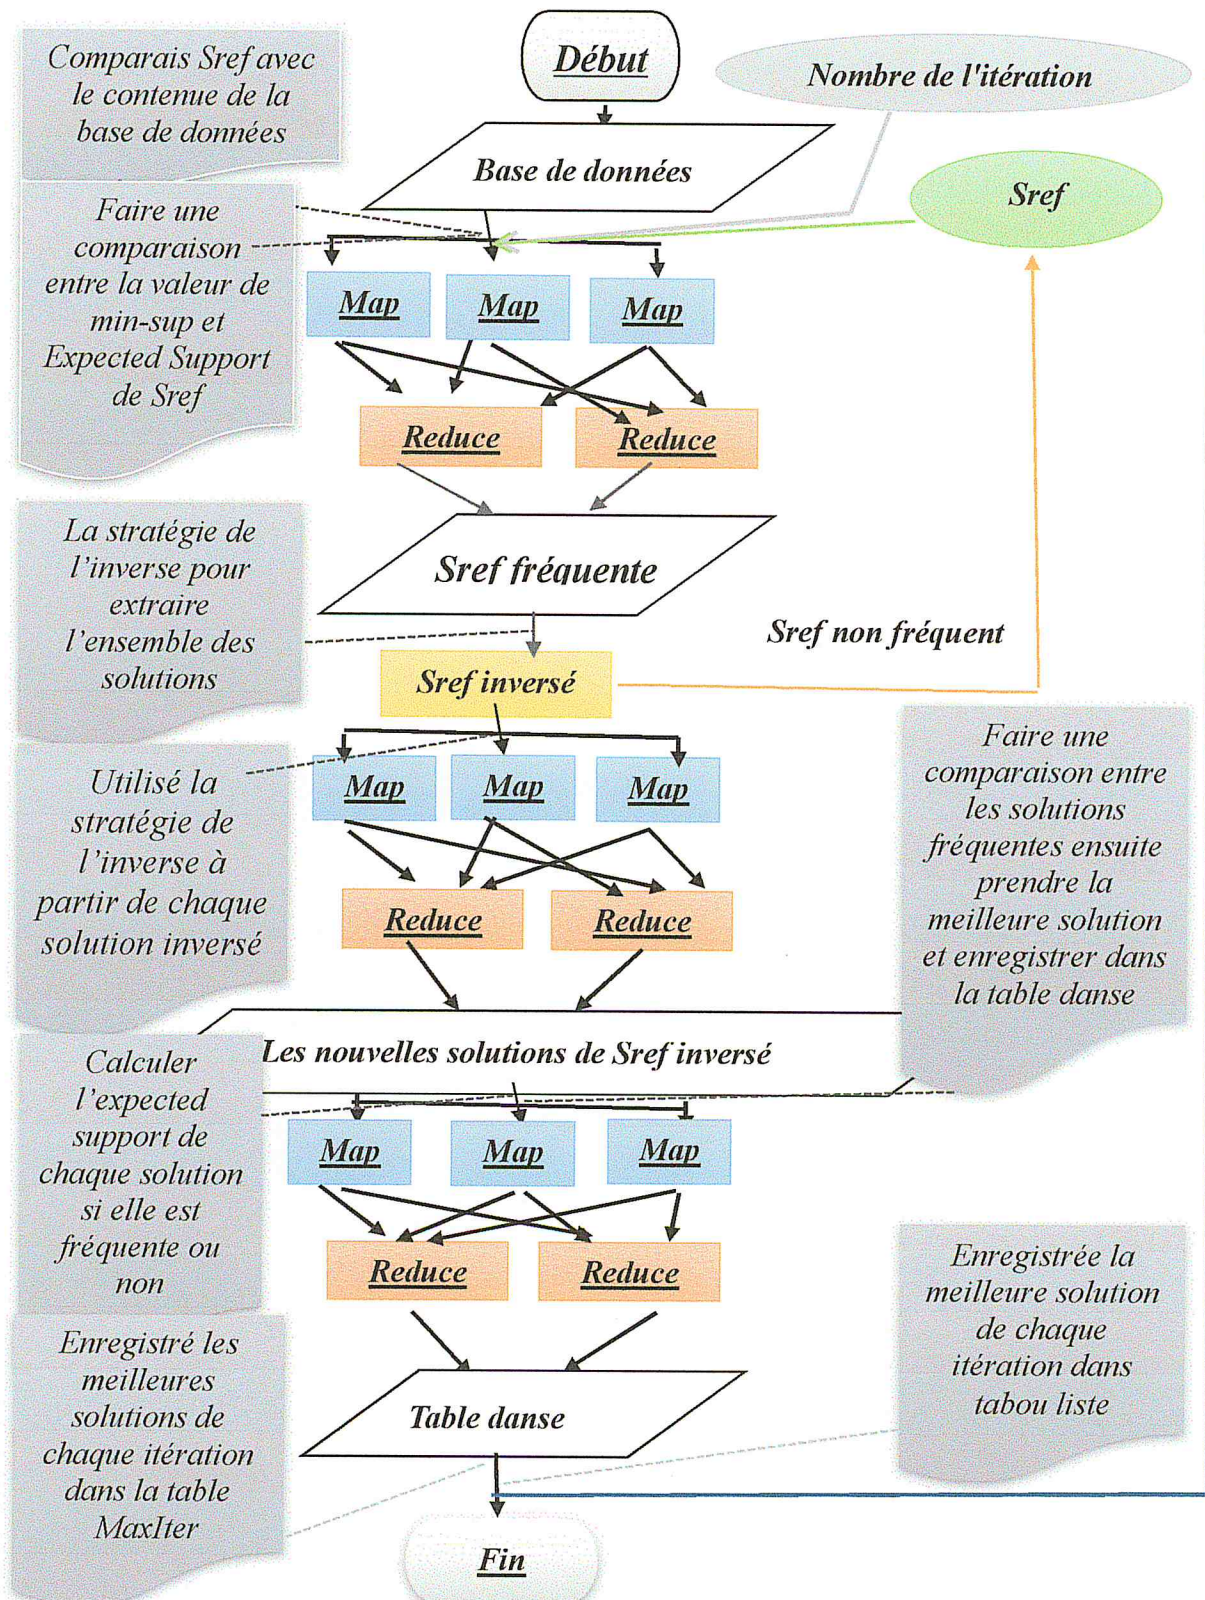 Début
Nombre de l'itération
Comparais Sref avec
le contenue de la
base de données
Base de données
Sref
Faire une
comparaison
entre la valeur de
min-sup et
Expected Support
de Sref
Map
Map
Map
Reduce
Reduce
La stratégie de
l'inverse pour
extraire
l'ensemble des
solutions
Sref fréquente
Sref non fréquent
Sref inversé
Utilisé la
stratégie de
l'inverse à
partir de chaque
solution inversé
Map
Map
Map
Faire une
comparaison entre
les solutions
fréquentes ensuite
prendre la
meilleure solution
et enregistrer dans
la table danse
Reduce
Reduce
Les nouvelles solutions de Sref inversé
Calculer
l'expected
support de
chaque solution
si elle est
fréquente ou
non
Map
Map
Map
Reduce
Reduce
Enregistrée la
meilleure solution
de chaque
itération dans
tabou liste
Enregistré les
meilleures
solutions de
chaque itération
dans la table
MaxIter
Table danse
Fin